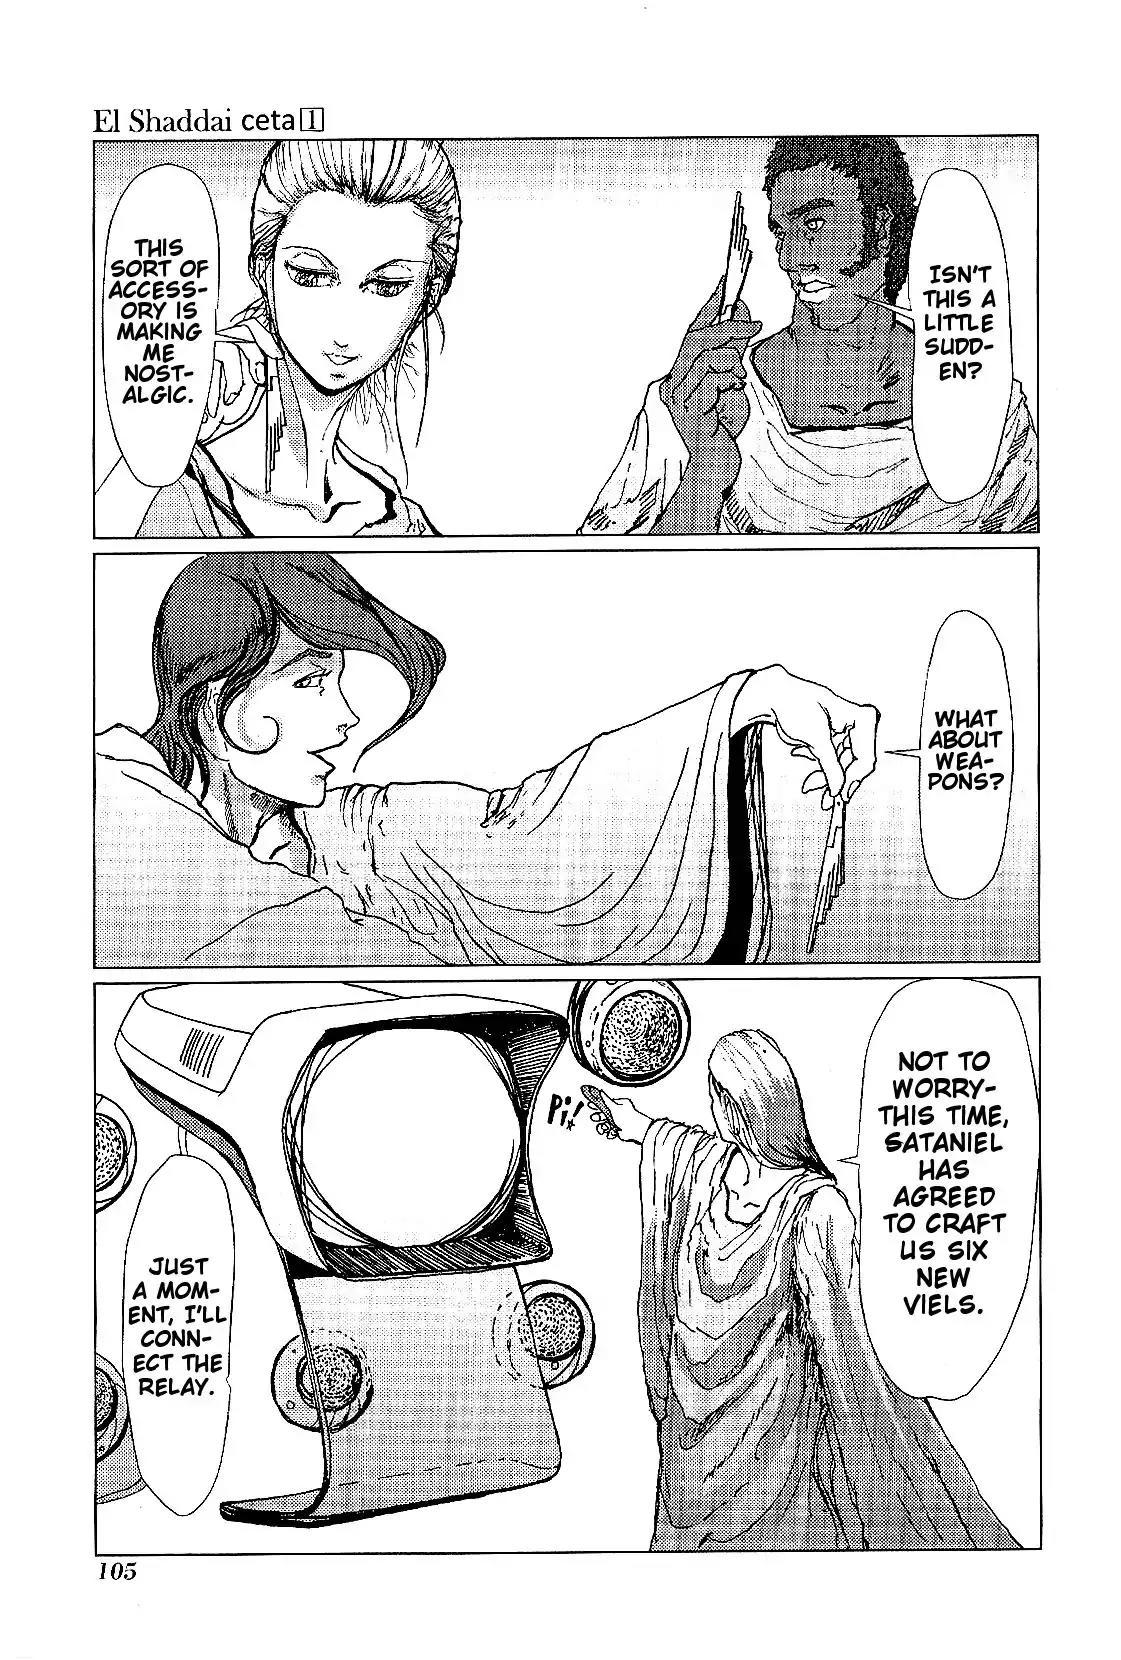 El Shaddai ceta 1
ISN'T
THIS A
LITTLE
SUDD-
EN?
THIS
SORT OF
ACCESS-
ORY IS
MAKING
ME
NOST-
ALGIC.
WHAT
ABOUT
WEA-
PONS?
NOT TO
WORRY-
THIS TIME,
SATANIEL
HAS
AGREED
TO CRAFT
US SIX
NEW
VIELS.
Pi!
JUST
A MOM-
ENT, I'LL
CONN-
ECT THE
RELAY.
105